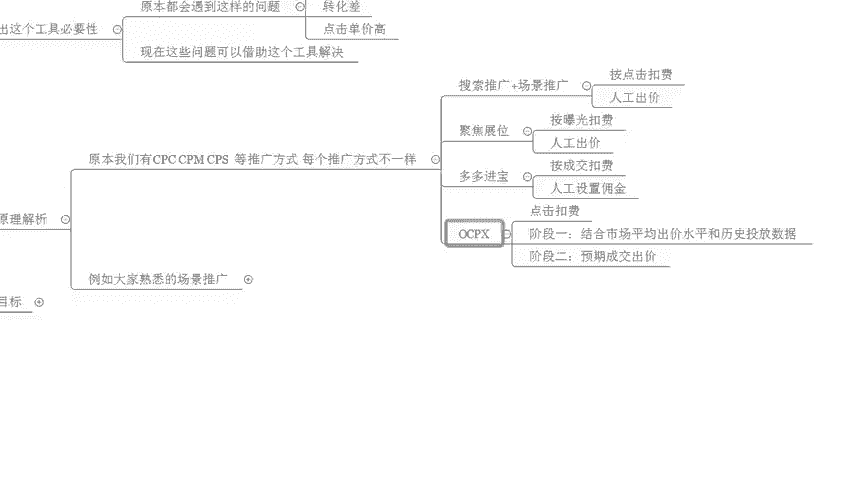 原本都会遇到这样的问题
转化差
出这个工具必要性
点击单价高
现在这些问题可以借助这个工具解决
按点击扣费
搜索推广+场景推广
人工出价
按曝光扣费
聚焦展位
人工出价
原本我们有CPC CPM CPS 等推广方式 每个推广方式不一样
按成交扣费
多多进宝
人工设置佣金
点击扣费
原理解析
OCPX
阶段一：结合市场平均出价水平和历史投放数据
阶段二：预期成交出价
例如大家熟悉的场景推广
目标